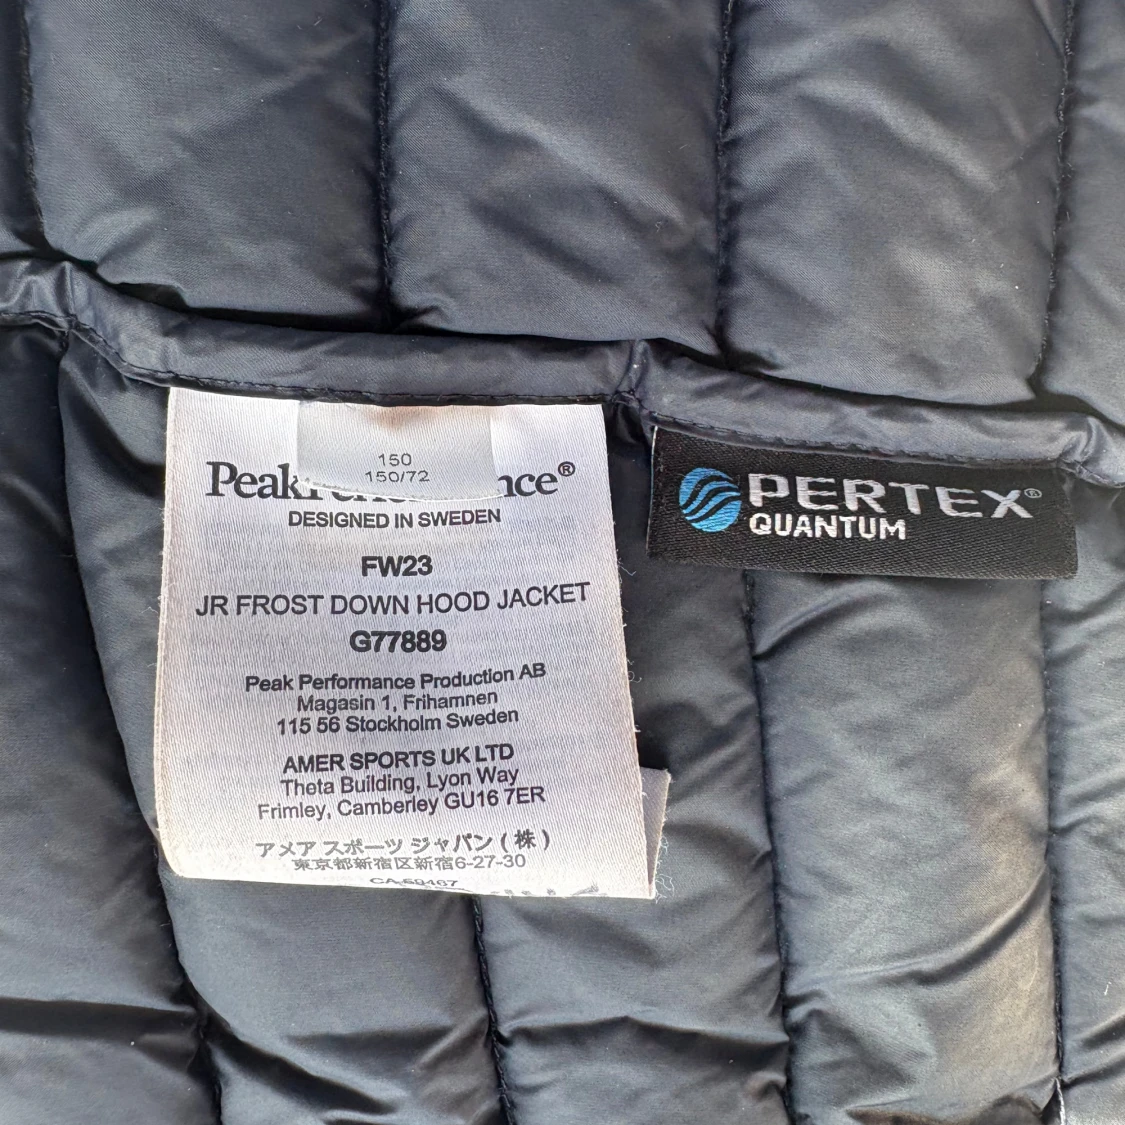 150
150/72
Peak
nce®
DESIGNED IN SWEDEN
FW23
JR FROST DOWN HOOD JACKET
G77889
Peak Performance Production AB
Magasin 1, Frihamnen
115 56 Stockholm Sweden
AMER SPORTS UK LTD
Theta Building, Lyon Way
Frimley, Camberley GU16 7ER
アメア スポーツ ジャパン ( 株 )
東京都新宿区新宿6-27-30
PERTEX®
QUANTUM